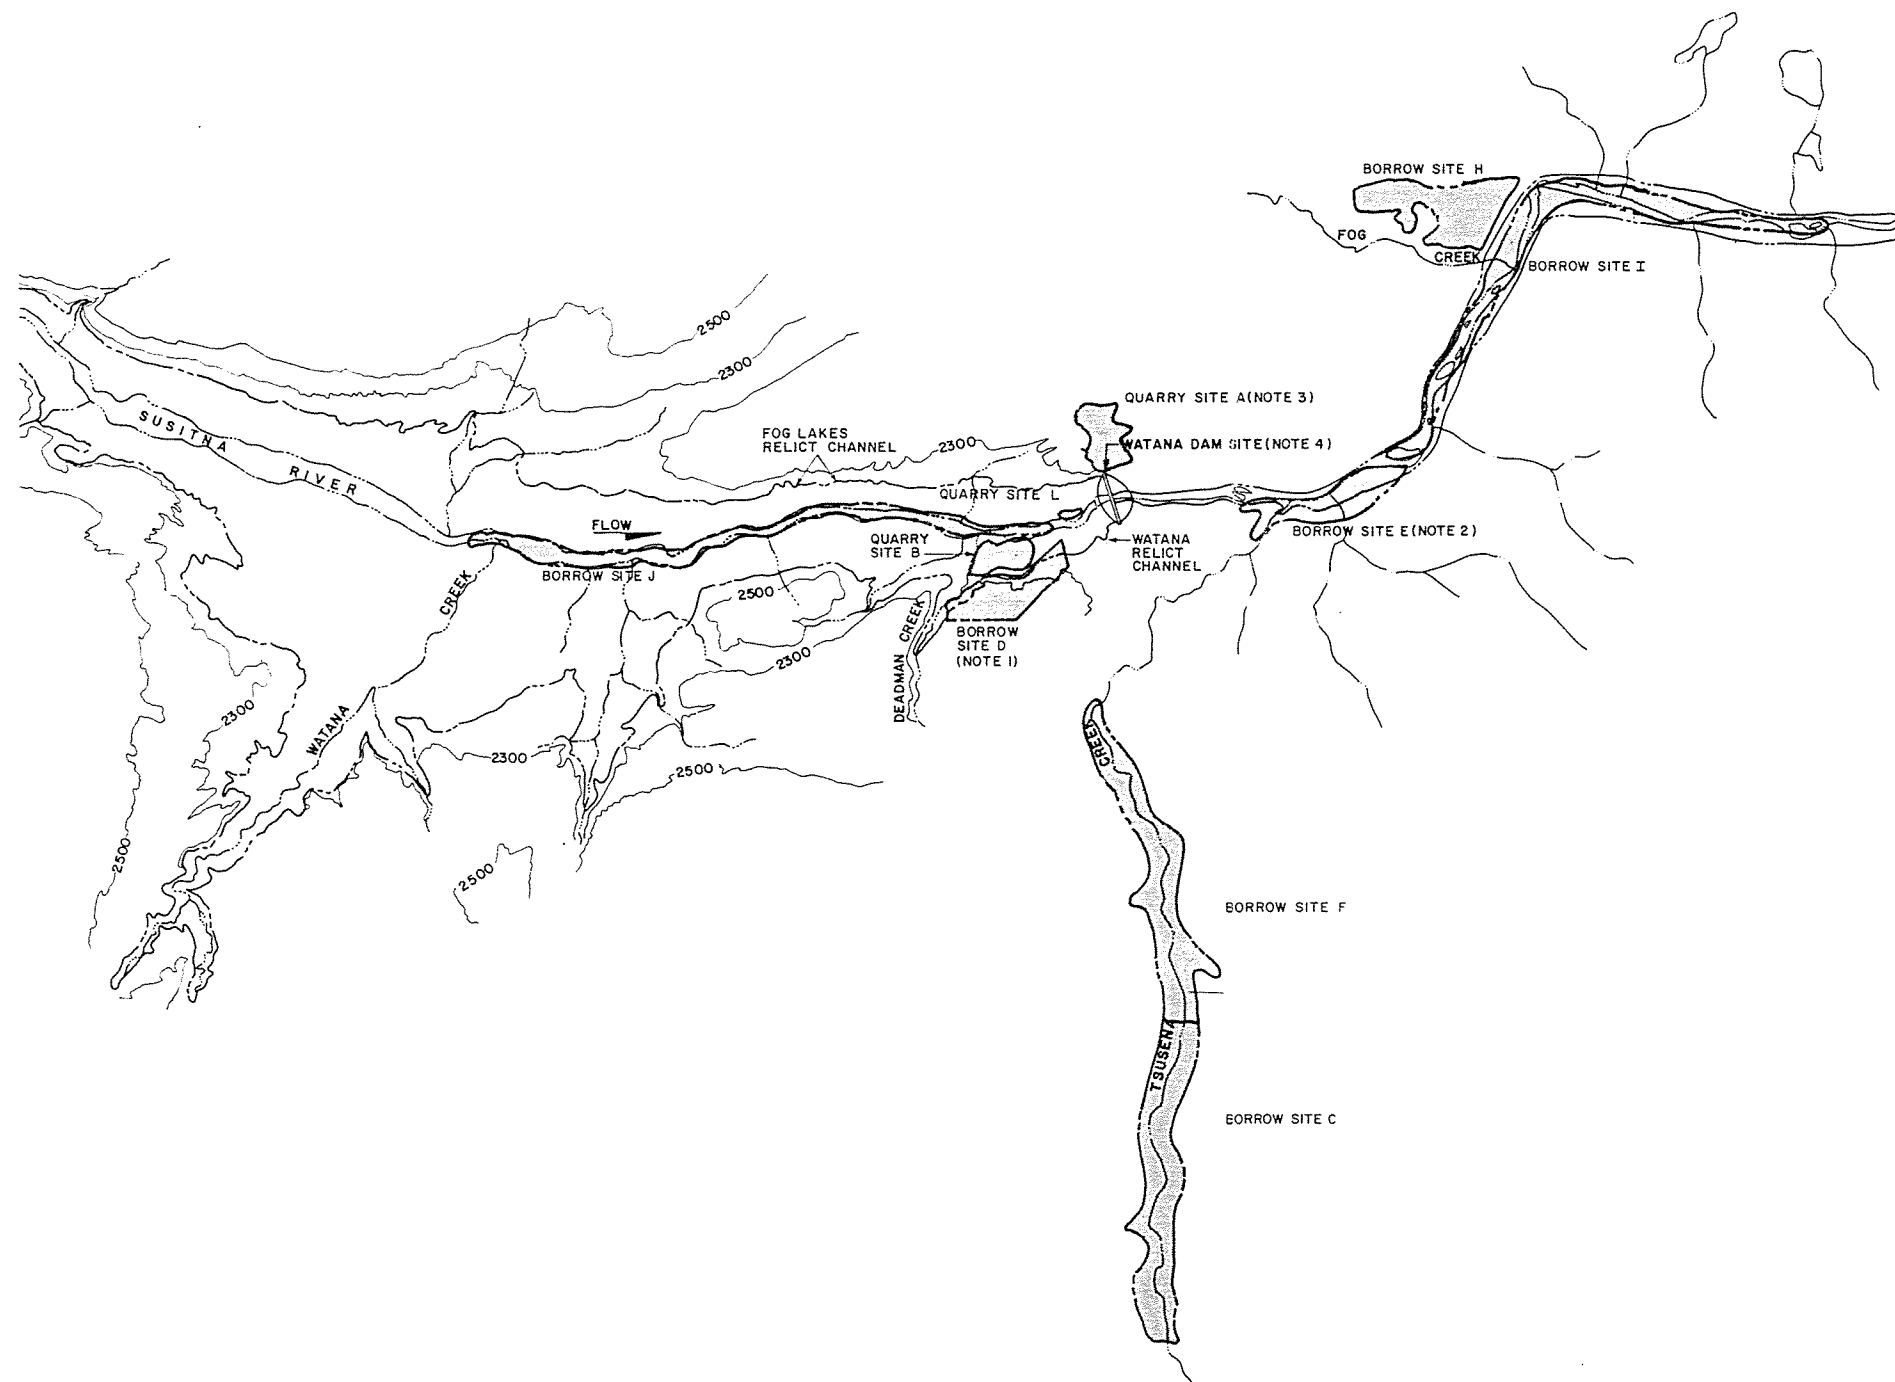 BORROW SITE H
FOG
CREEK
BORROW SITE I
2500
2300
SUSITNA
RIVER
QUARRY SITE A (NOTE 3)
WATANA DAM SITE (NOTE 4)
FOG LAKES
RELICT CHANNEL
2300
QUARRY SITE L
FLOW
QUARRY
SITE B
WATANA
RELICT
CHANNEL
BORROW SITE E (NOTE 2)
BORROW SITE J
CREEK
2500
DEADMAN CREEK
BORROW
SITE D
(NOTE 1)
2300
2300
WATANA
2300
2500
2500
2500
CREEK
BORROW SITE F
TSUSENA
BORROW SITE C